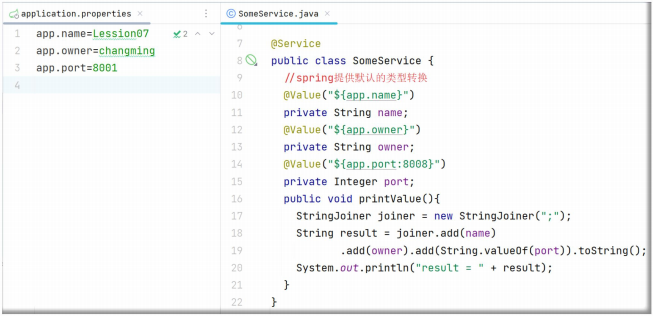 application.properties
1 app.name=Lession07
2 app.owner=changming
3 app.port=8001
4
2
SomeService.java
6
7 @Service
8 public class SomeService {
9 //spring提供默认的类型转换
10 @Value("${app.name}")
11 private String name;
12 @Value("${app.owner}")
13 private String owner;
14 @Value("${app.port:8008}")
15 private Integer port;
16 public void printValue(){
17 StringJoiner joiner = new StringJoiner(";");
18 String result = joiner.add(name)
19 .add(owner).add(String.valueOf(port)).toString();
20 System.out.println("result = " + result);
21 }
22 }